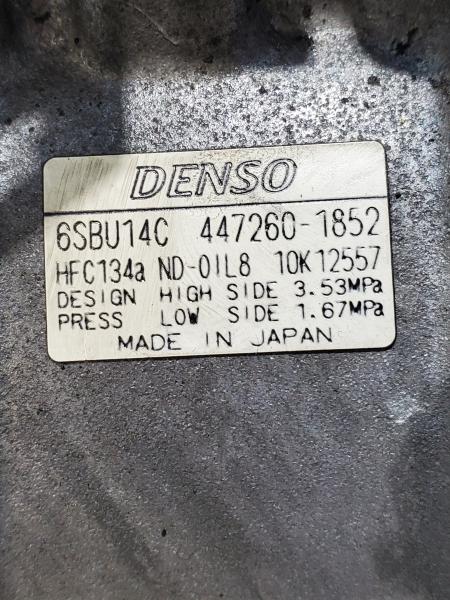 DENSO
6SBU14C 447260-1852
HFC134a ND-OIL8 10K12557
DESIGN HIGH SIDE 3.53MPa
PRESS LOW SIDE 1.67MPa
MADE IN JAPAN